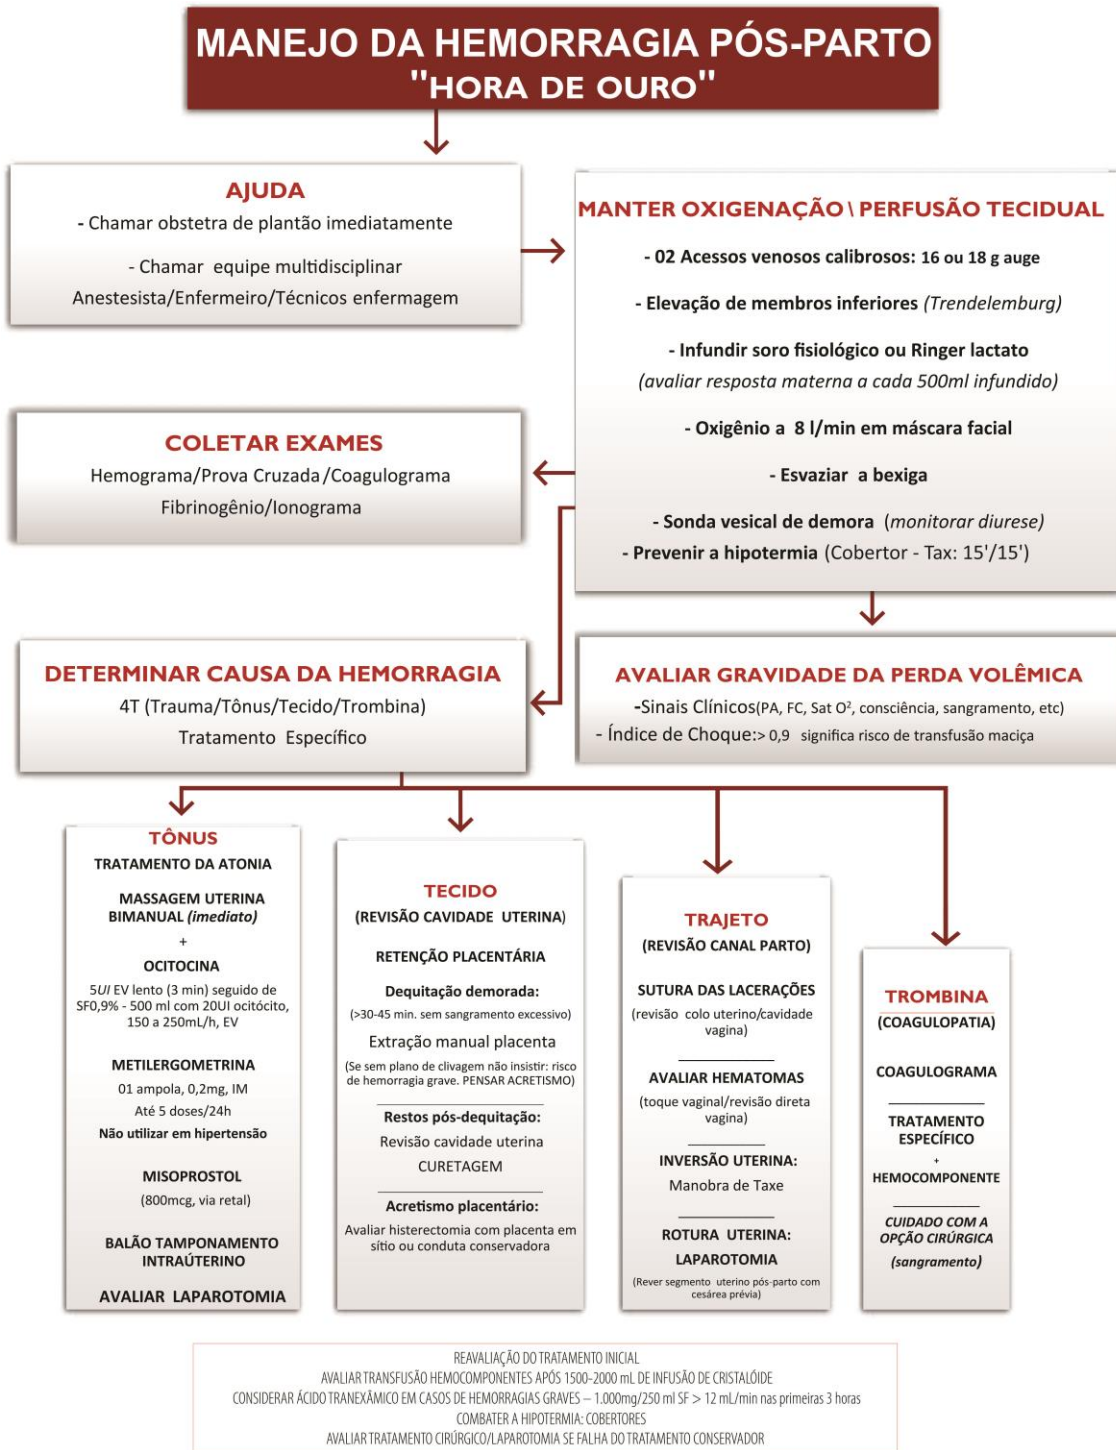 MANEJO DA HEMORRAGIA PÓS-PARTO
"HORA DE OURO"
AJUDA
- Chamar obstetra de plantão imediatamente
- Chamar equipe multidisciplinar
Anestesista/Enfermeiro/Técnicos enfermagem
MANTER OXIGENAÇÃO \ PERFUSÃO TECIDUAL
- 02 Acessos venosos calibrosos: 16 ou 18 g auge
- Elevação de membros inferiores (Trendelemburg)
- Infundir soro fisiológico ou Ringer lactato
(avaliar resposta materna a cada 500ml infundido)
- Oxigênio a 8 l/min em máscara facial
- Esvaziar a bexiga
- Sonda vesical de demora (monitorar diurese)
- Prevenir a hipotermia (Cobertor - Tax: 15'/15')
COLETAR EXAMES
Hemograma/Prova Cruzada/Coagulograma
Fibrinogênio/Ionograma
DETERMINAR CAUSA DA HEMORRAGIA
4T (Trauma/Tônus/Tecido/Trombina)
Tratamento Específico
AVALIAR GRAVIDADE DA PERDA VOLÊMICA
-Sinais Clínicos(PA, FC, Sat O², consciência, sangramento, etc)
- Índice de Choque:> 0,9 significa risco de transfusão maciça
TÔNUS
TRATAMENTO DA ATONIA
MASSAGEM UTERINA
BIMANUAL (imediato)
+
OCITOCINA
5UI EV lento (3 min) seguido de
SF0,9% - 500 ml com 20UI ocitócito,
150 a 250mL/h, EV
METILERGOMETRINA
01 ampola, 0,2mg, IM
Até 5 doses/24h
Não utilizar em hipertensão
MISOPROSTOL
(800mcg, via retal)
BALÃO TAMPONAMENTO
INTRAÚTERINO
AVALIAR LAPAROTOMIA
TECIDO
(REVISÃO CAVIDADE UTERINA)
RETENÇÃO PLACENTÁRIA
Dequitação demorada:
(>30-45 min. sem sangramento excessivo)
Extração manual placenta
(Se sem plano de clivagem não insistir: risco
de hemorragia grave. PENSAR ACRETISMO)
Restos pós-dequitação:
Revisão cavidade uterina
CURETAGEM
Acretismo placentário:
Avaliar histerectomia com placenta em
sítio ou conduta conservadora
TRAJETO
(REVISÃO CANAL PARTO)
SUTURA DAS LACERAÇÕES
(revisão colo uterino/cavidade
vagina)
AVALIAR HEMATOMAS
(toque vaginal/revisão direta
vagina)
INVERSÃO UTERINA:
Manobra de Taxe
ROTURA UTERINA:
LAPAROTOMIA
(Rever segmento uterino pós-parto com
cesárea prévia)
TROMBINA
(COAGULOPATIA)
COAGULOGRAMA
TRATAMENTO
ESPECÍFICO
+
HEMOCOMPONENTE
CUIDADO COM A
OPÇÃO CIRÚRGICA
(sangramento)
REAVALIAÇÃO DO TRATAMENTO INICIAL
AVALIAR TRANSFUSÃO HEMOCOMPONENTES APÓS 1500-2000 mL DE INFUSÃO DE CRISTALÓIDE
CONSIDERAR ÁCIDO TRANEXÂMICO EM CASOS DE HEMORRAGIAS GRAVES – 1.000mg/250 ml SF > 12 mL/min nas primeiras 3 horas
COMBATER A HIPOTERMIA: COBERTORES
AVALIAR TRATAMENTO CIRÚRGICO/LAPAROTOMIA SE FALHA DO TRATAMENTO CONSERVADOR